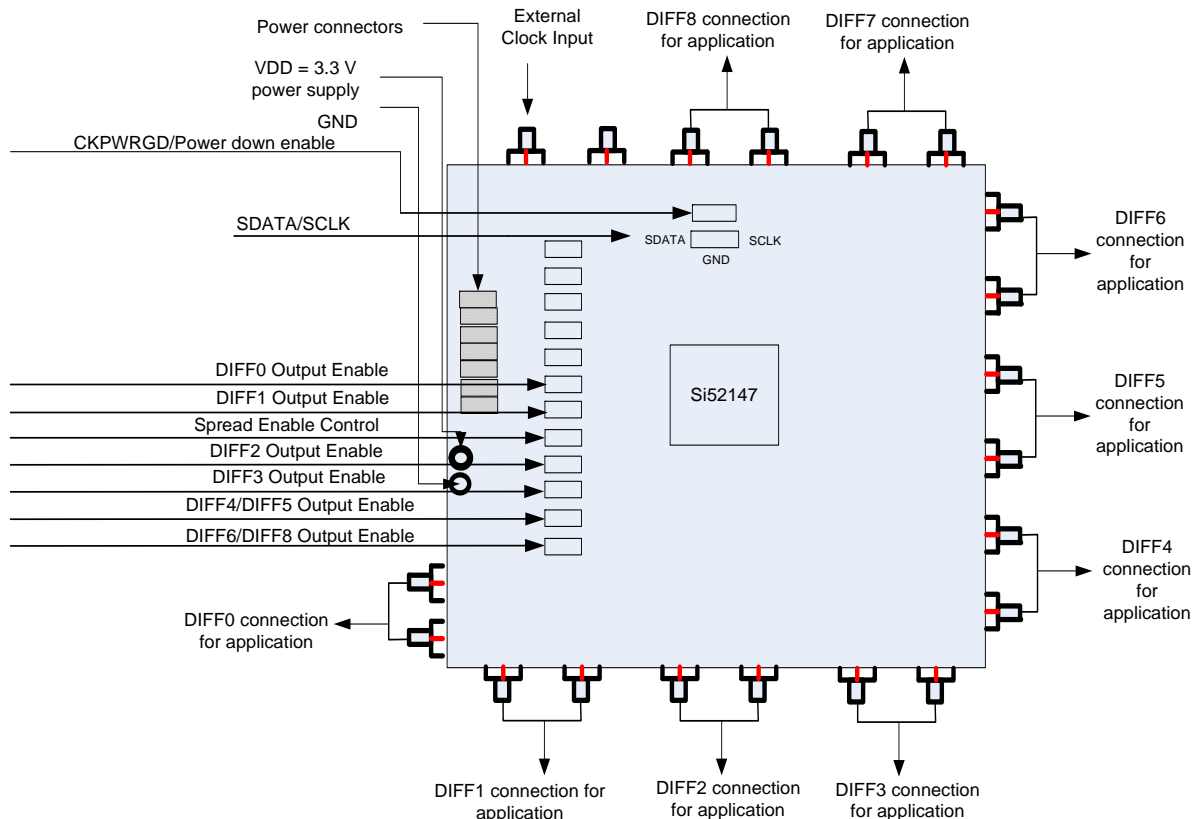 Power connectors
External
Clock Input
DIFF8 connection
for application
DIFF7 connection
for application
VDD = 3.3 V
power supply
GND
CKPWRGD/Power down enable
SDATA/SCLK
SDATA
SCLK
GND
DIFF6
connection
for
application
Si52147
DIFF0 Output Enable
DIFF1 Output Enable
Spread Enable Control
DIFF2 Output Enable
DIFF3 Output Enable
DIFF4/DIFF5 Output Enable
DIFF6/DIFF8 Output Enable
DIFF5
connection
for
application
DIFF4
connection
for
application
DIFF0 connection
for application
DIFF1 connection for
application
DIFF2 connection
for application
DIFF3 connection
for application